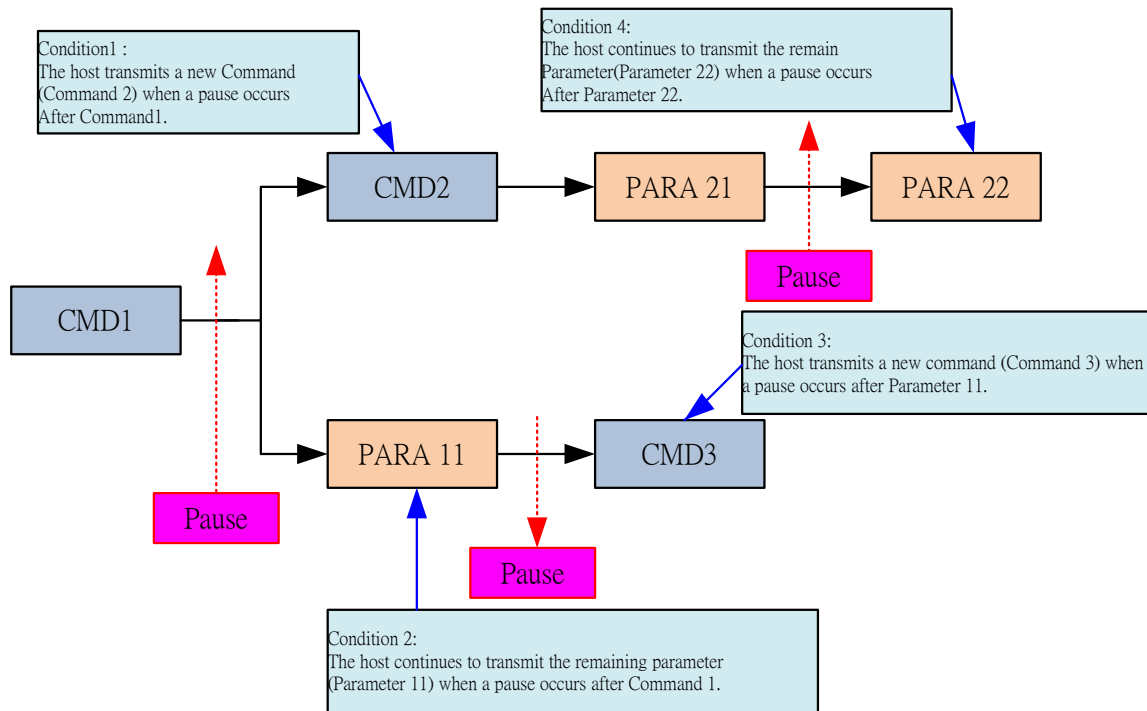 Condition1 :
The host transmits a new Command
(Command 2) when a pause occurs
After Command1.
Condition 4:
The host continues to transmit the remain
Parameter(Parameter 22) when a pause occurs
After Parameter 22.
CMD2
PARA 21
PARA 22
Pause
CMD1
Condition 3:
The host transmits a new command (Command 3) when
a pause occurs after Parameter 11.
PARA 11
CMD3
Pause
Pause
Condition 2:
The host continues to transmit the remaining parameter
(Parameter 11) when a pause occurs after Command 1.